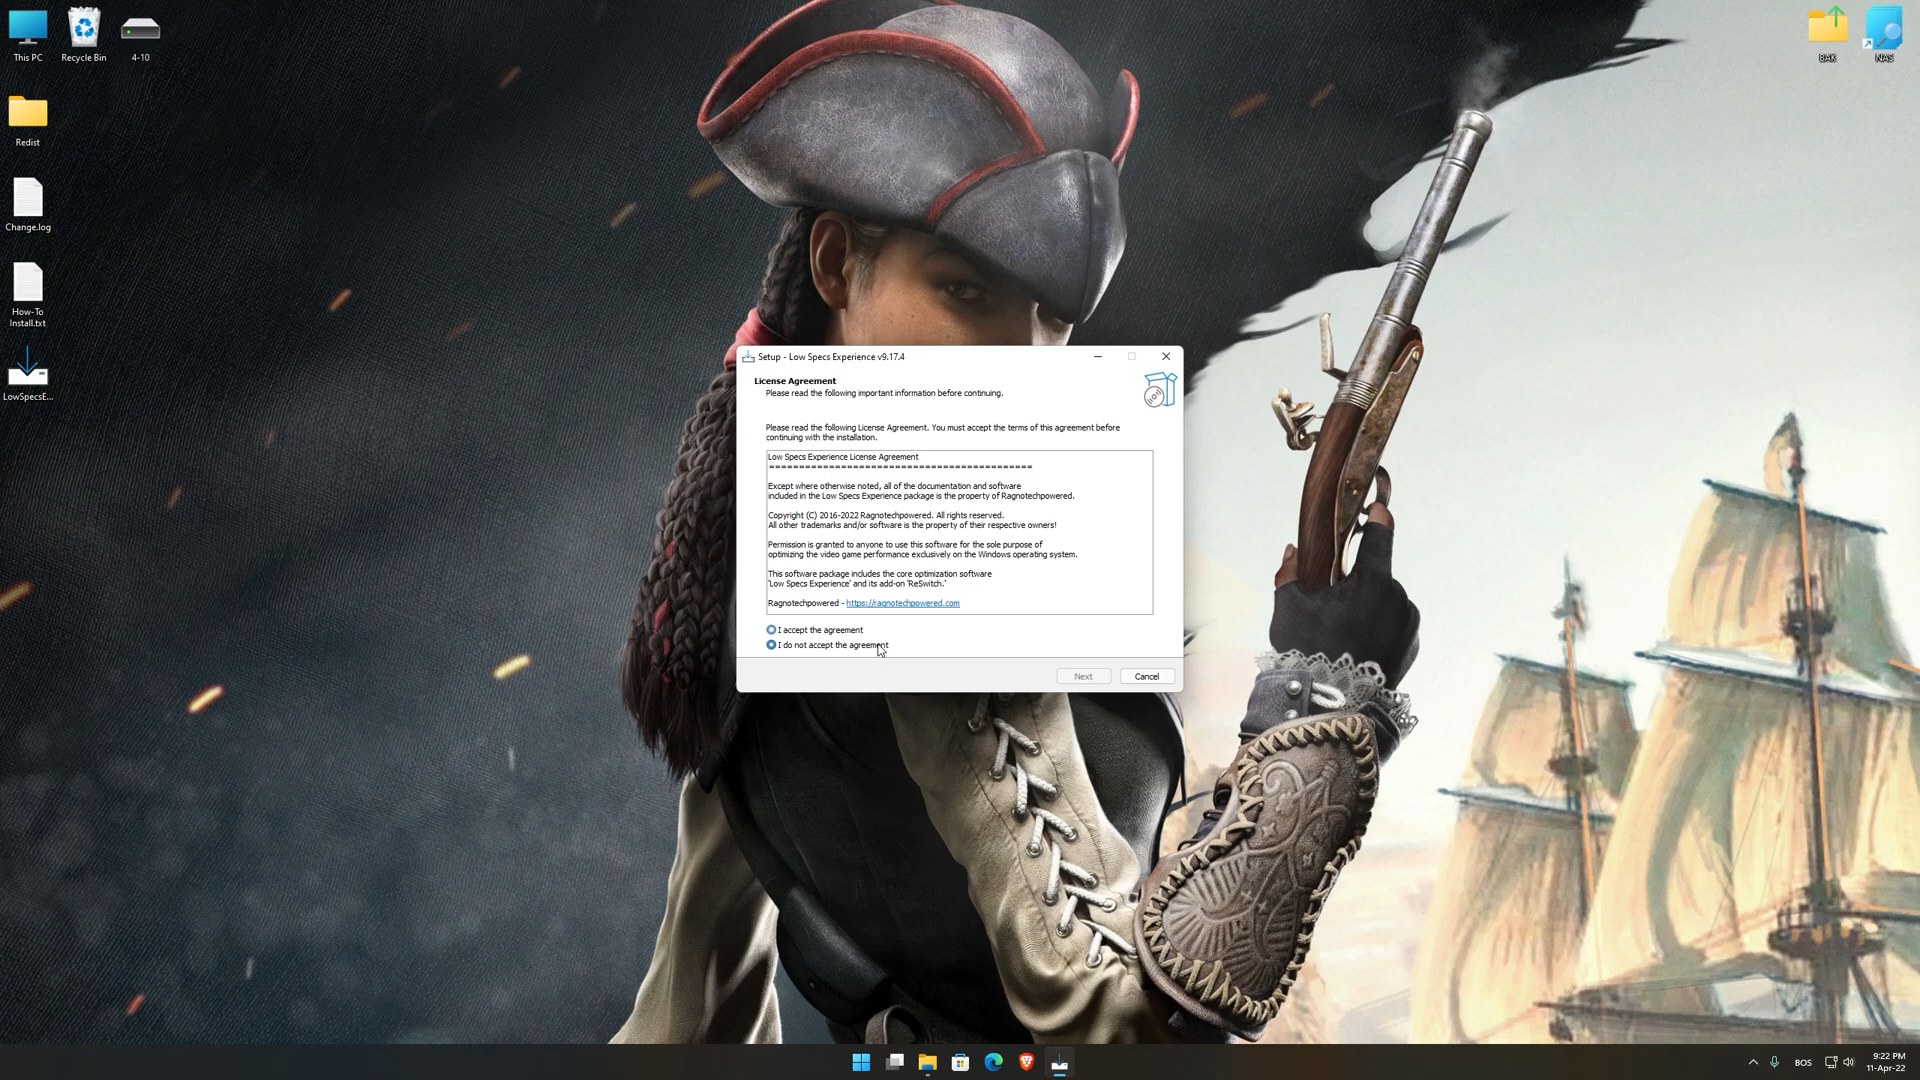 This PC
Recycle Bin
4-10
BAK
NAS
Redist
Change.log
How-To
Install.txt
LowSpecsE...
Setup - Low Specs Experience v9.17.4
License Agreement
Please read the following important information before continuing.
Please read the following License Agreement. You must accept the terms of this agreement before
continuing with the installation.
Low Specs Experience License Agreement
============================================
Except where otherwise noted, all of the documentation and software
included in the Low Specs Experience package is the property of Ragnotechpowered.
Copyright (C) 2016-2022 Ragnotechpowered. All rights reserved.
All other trademarks and/or software is the property of their respective owners!
Permission is granted to anyone to use this software for the sole purpose of
optimizing the video game performance exclusively on the Windows operating system.
This software package includes the core optimization software
'Low Specs Experience' and its add-on 'ReSwitch.'
Ragnotechpowered - https://ragnotechpowered.com
I accept the agreement
I do not accept the agreement
Next
Cancel
BOS
9:22 PM
11-Apr-22